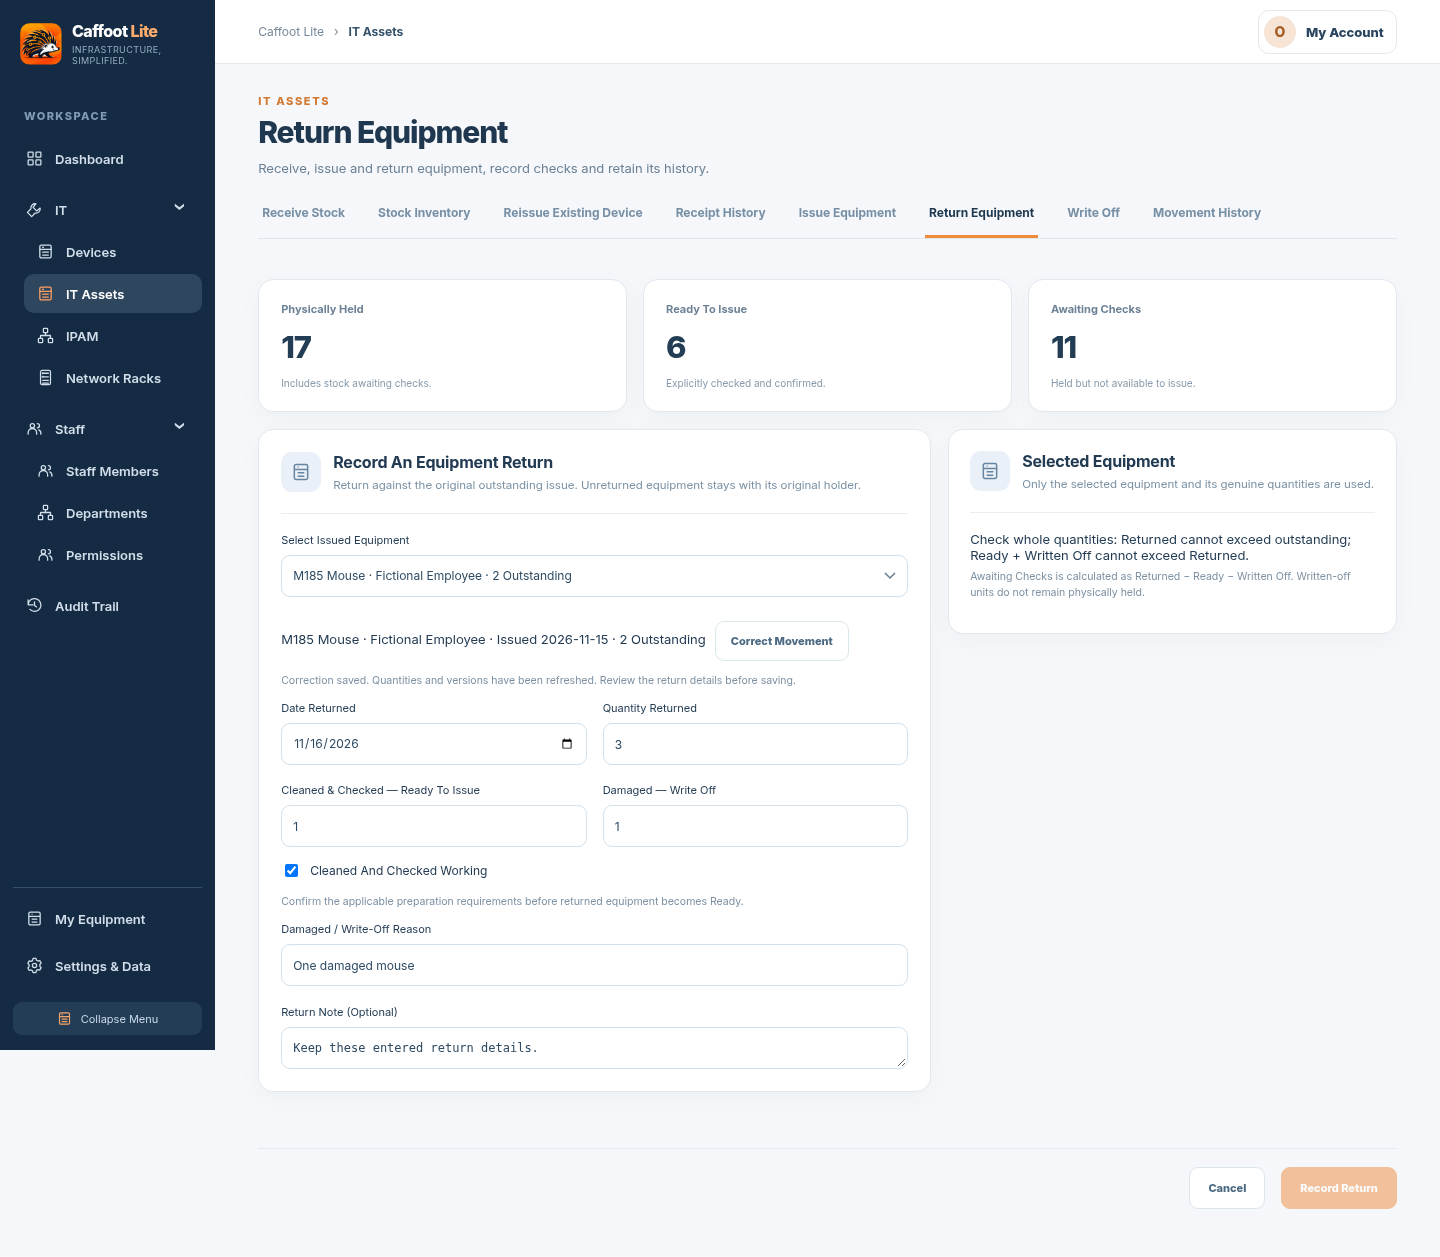 Caffoot Lite
INFRASTRUCTURE,
SIMPLIFIED.
WORKSPACE
Dashboard
IT
Devices
IT Assets
IPAM
Network Racks
Staff
Staff Members
Departments
Permissions
Audit Trail
My Equipment
Settings & Data
Collapse Menu
Caffoot Lite › IT Assets
O My Account
IT ASSETS
Return Equipment
Receive, issue and return equipment, record checks and retain its history.
Receive Stock Stock Inventory Reissue Existing Device Receipt History Issue Equipment Return Equipment Write Off Movement History
Physically Held
17
Includes stock awaiting checks.
Ready To Issue
6
Explicitly checked and confirmed.
Awaiting Checks
11
Held but not available to issue.
Record An Equipment Return
Return against the original outstanding issue. Unreturned equipment stays with its original holder.
Select Issued Equipment
M185 Mouse · Fictional Employee · 2 Outstanding
M185 Mouse · Fictional Employee · Issued 2026-11-15 · 2 Outstanding Correct Movement
Correction saved. Quantities and versions have been refreshed. Review the return details before saving.
Date Returned Quantity Returned
11/16/2026 3
Cleaned & Checked — Ready To Issue Damaged — Write Off
1 1
Cleaned And Checked Working
Confirm the applicable preparation requirements before returned equipment becomes Ready.
Damaged / Write-Off Reason
One damaged mouse
Return Note (Optional)
Keep these entered return details.
Selected Equipment
Only the selected equipment and its genuine quantities are used.
Check whole quantities: Returned cannot exceed outstanding;
Ready + Written Off cannot exceed Returned.
Awaiting Checks is calculated as Returned − Ready − Written Off. Written-off
units do not remain physically held.
Cancel Record Return